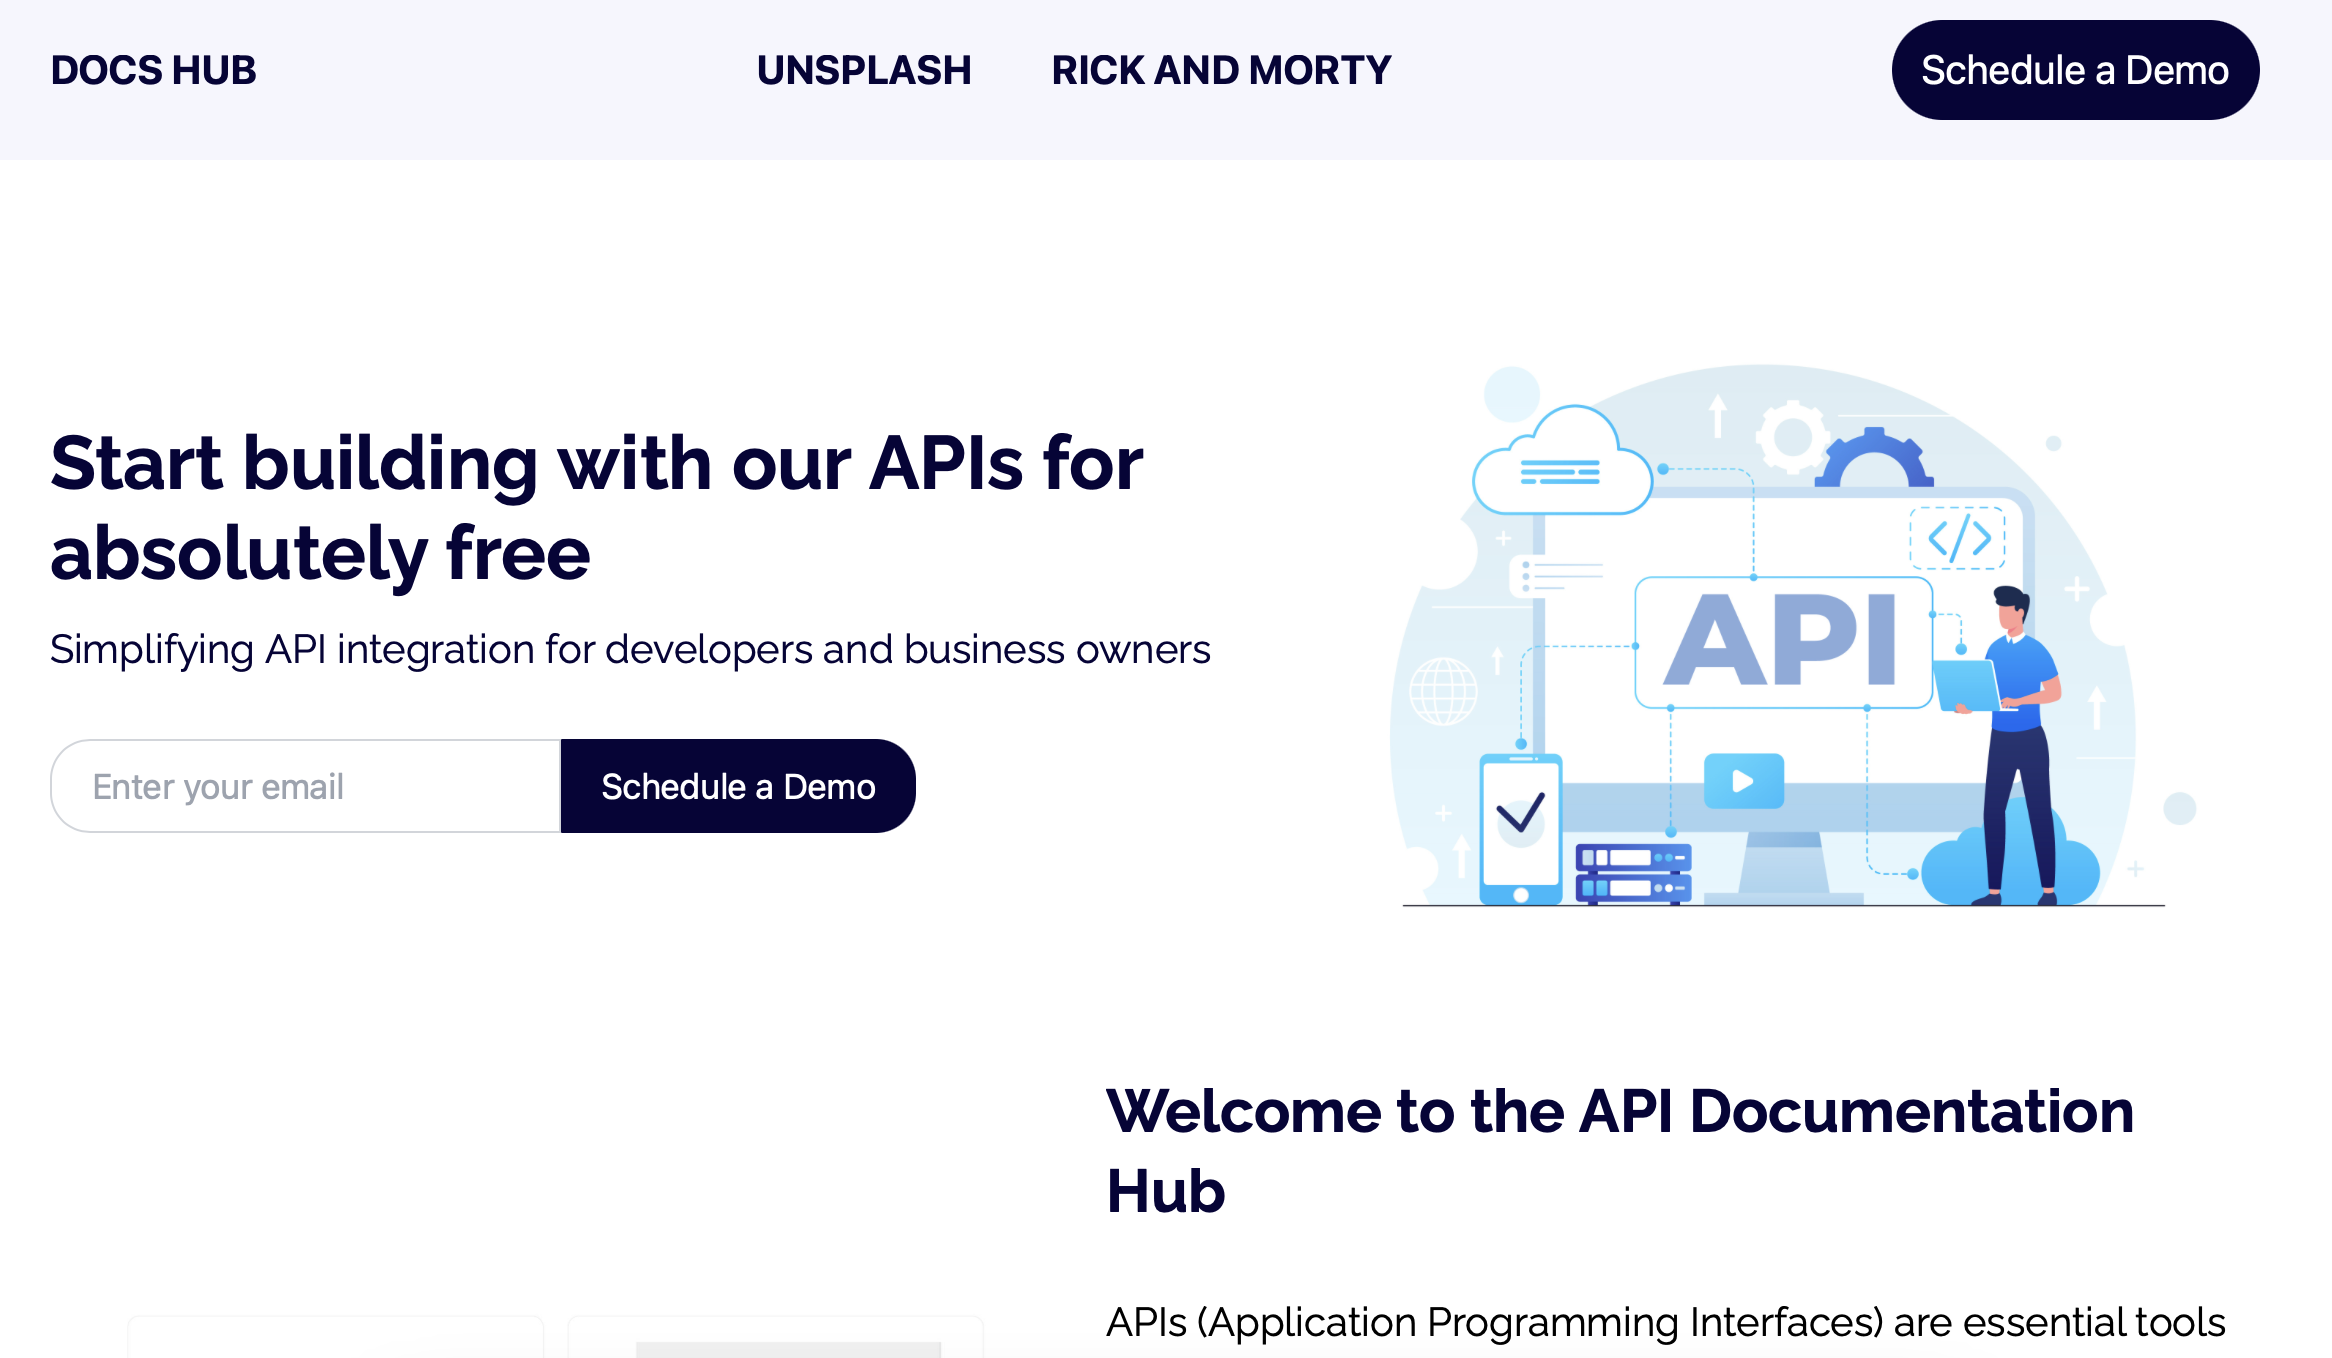 DOCS HUB
UNSPLASH
RICK AND MORTY
Schedule a Demo
Start building with our APIs for
absolutely free
Simplifying API integration for developers and business owners
Enter your email
Schedule a Demo
</>
API
Welcome to the API Documentation
Hub
APIs (Application Programming Interfaces) are essential tools